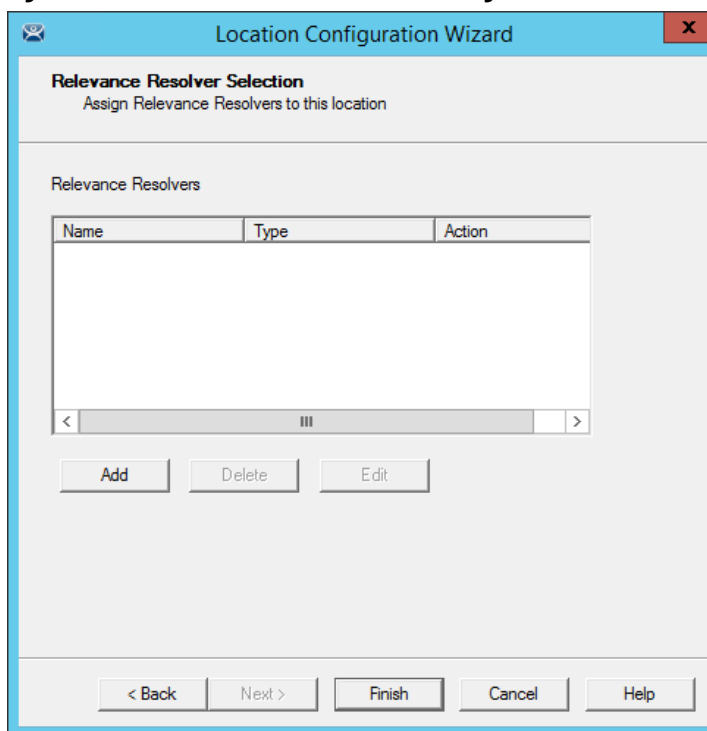 Location Configuration Wizard
x
Relevance Resolver Selection
Assign Relevance Resolvers to this location
Relevance Resolvers
Name Type Action
< III >
Add Delete Edit
< Back Next > Finish Cancel Help